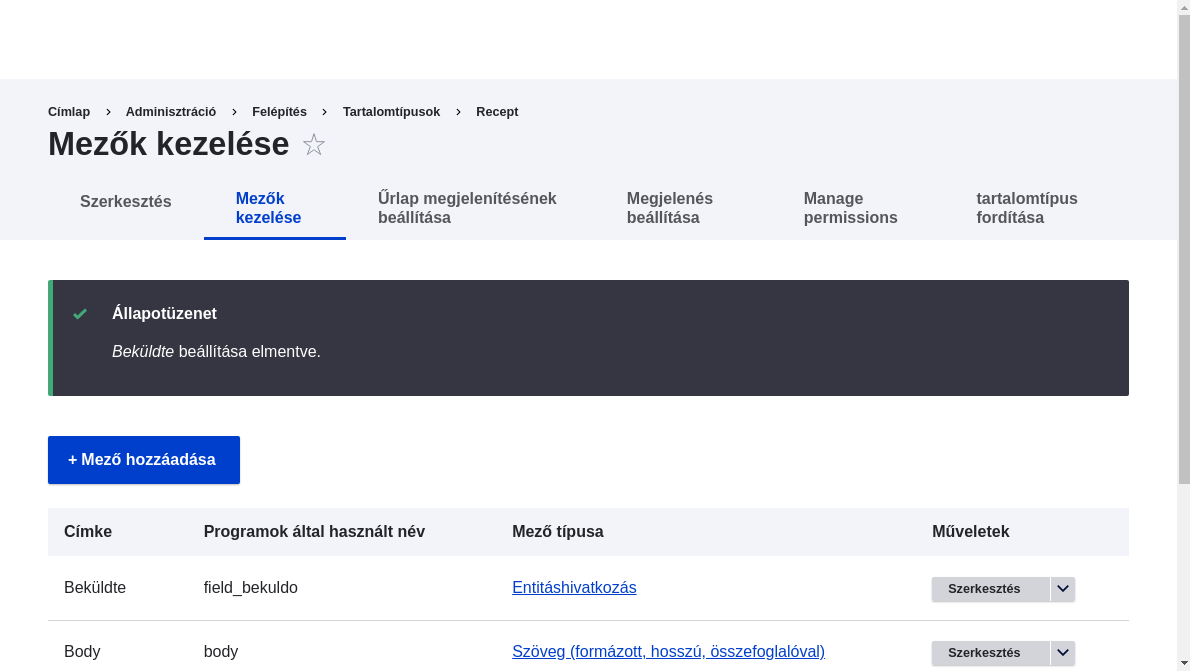 Címlap › Adminisztráció › Felépítés › Tartalomtípusok › Recept
Mezők kezelése
Szerkesztés
Mezők
kezelése
Űrlap megjelenítésének
beállítása
Megjelenés
beállítása
Manage
permissions
tartalomtípus
fordítása
Állapotüzenet
Beküldte beállítása elmentve.
+ Mező hozzáadása
Címke Programok által használt név Mező típusa Műveletek
Beküldte field_bekuldo Entitáshivatkozás Szerkesztés
Body body Szöveg (formázott, hosszú, összefoglalóval) Szerkesztés